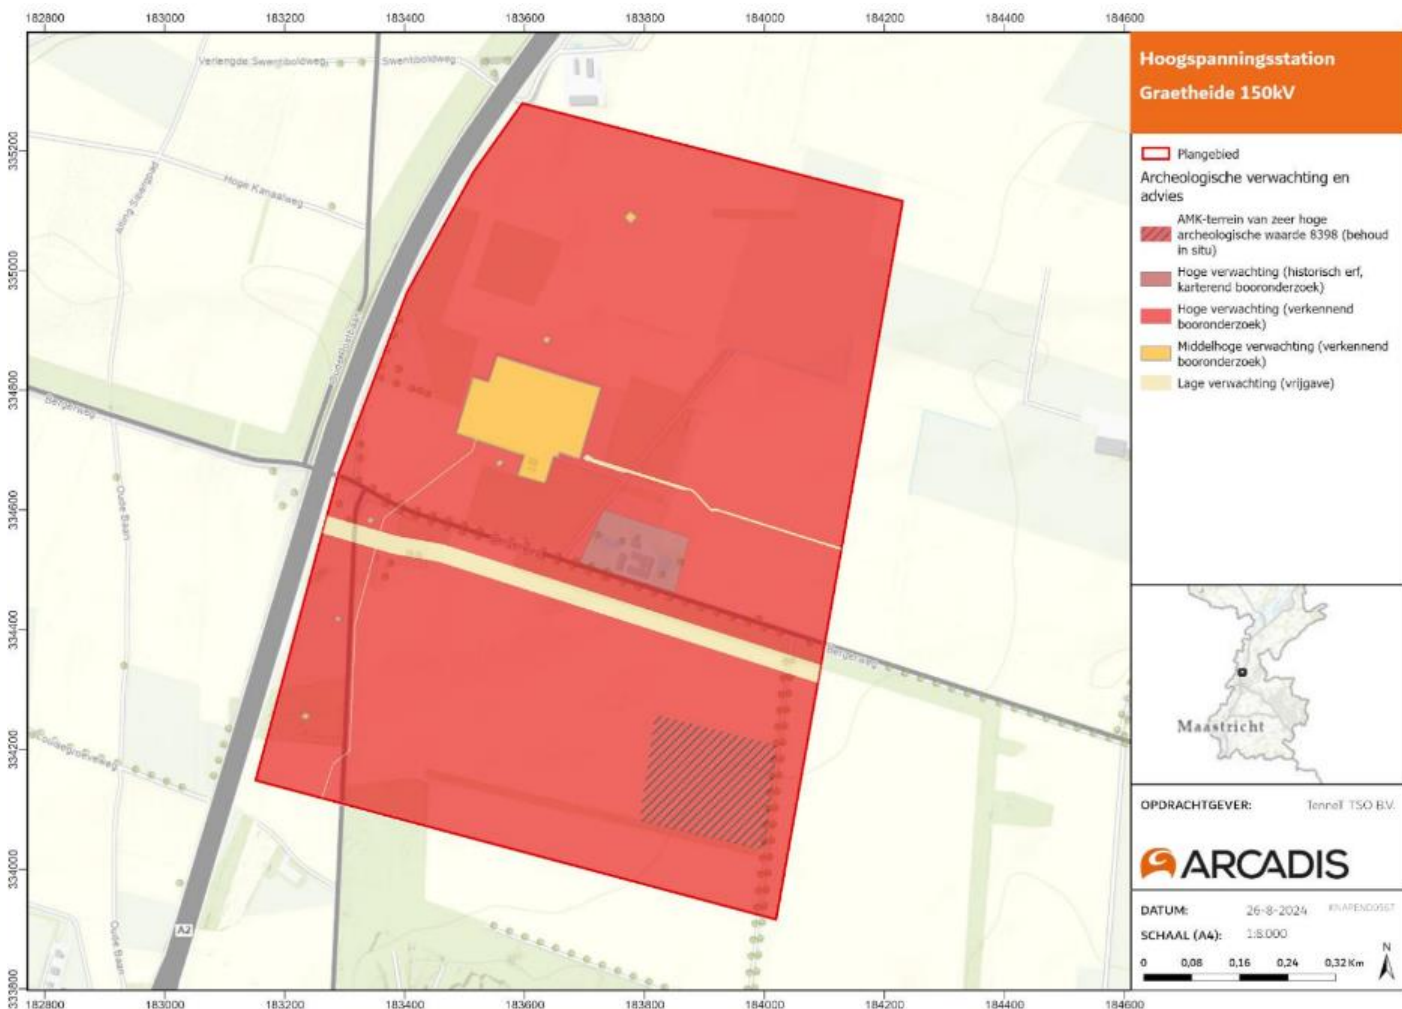 182800 183000 183200 183400 183600 183800 184000 184200 184400 184600
Verlengde Swentiboldweg
Swentiboldweg
335200
Hoge Kanaalweg
335000
334800
Bergerweg
334600
Oude Baan
334400
Bergerweg
334200
334000
Oude Baan
A2
333800
182800 183000 183200 183400 183600 183800 184000 184200 184400 184600
Hoogspanningsstation
Graetheide 150kV
Plangebied
Archeologische verwachting en
advies
AMK-terrein van zeer hoge
archeologische waarde 8398 (behoud
in situ)
Hoge verwachting (historisch erf,
karterend booronderzoek)
Hoge verwachting (verkennend
booronderzoek)
Middelhoge verwachting (verkennend
booronderzoek)
Lage verwachting (vrijgave)
Maastricht
OPDRACHTGEVER: TenneT TSO B.V.
ARCADIS
DATUM: 26-8-2024
SCHAAL (A4): 1:8.000
N
0 0,08 0,16 0,24 0,32 Km